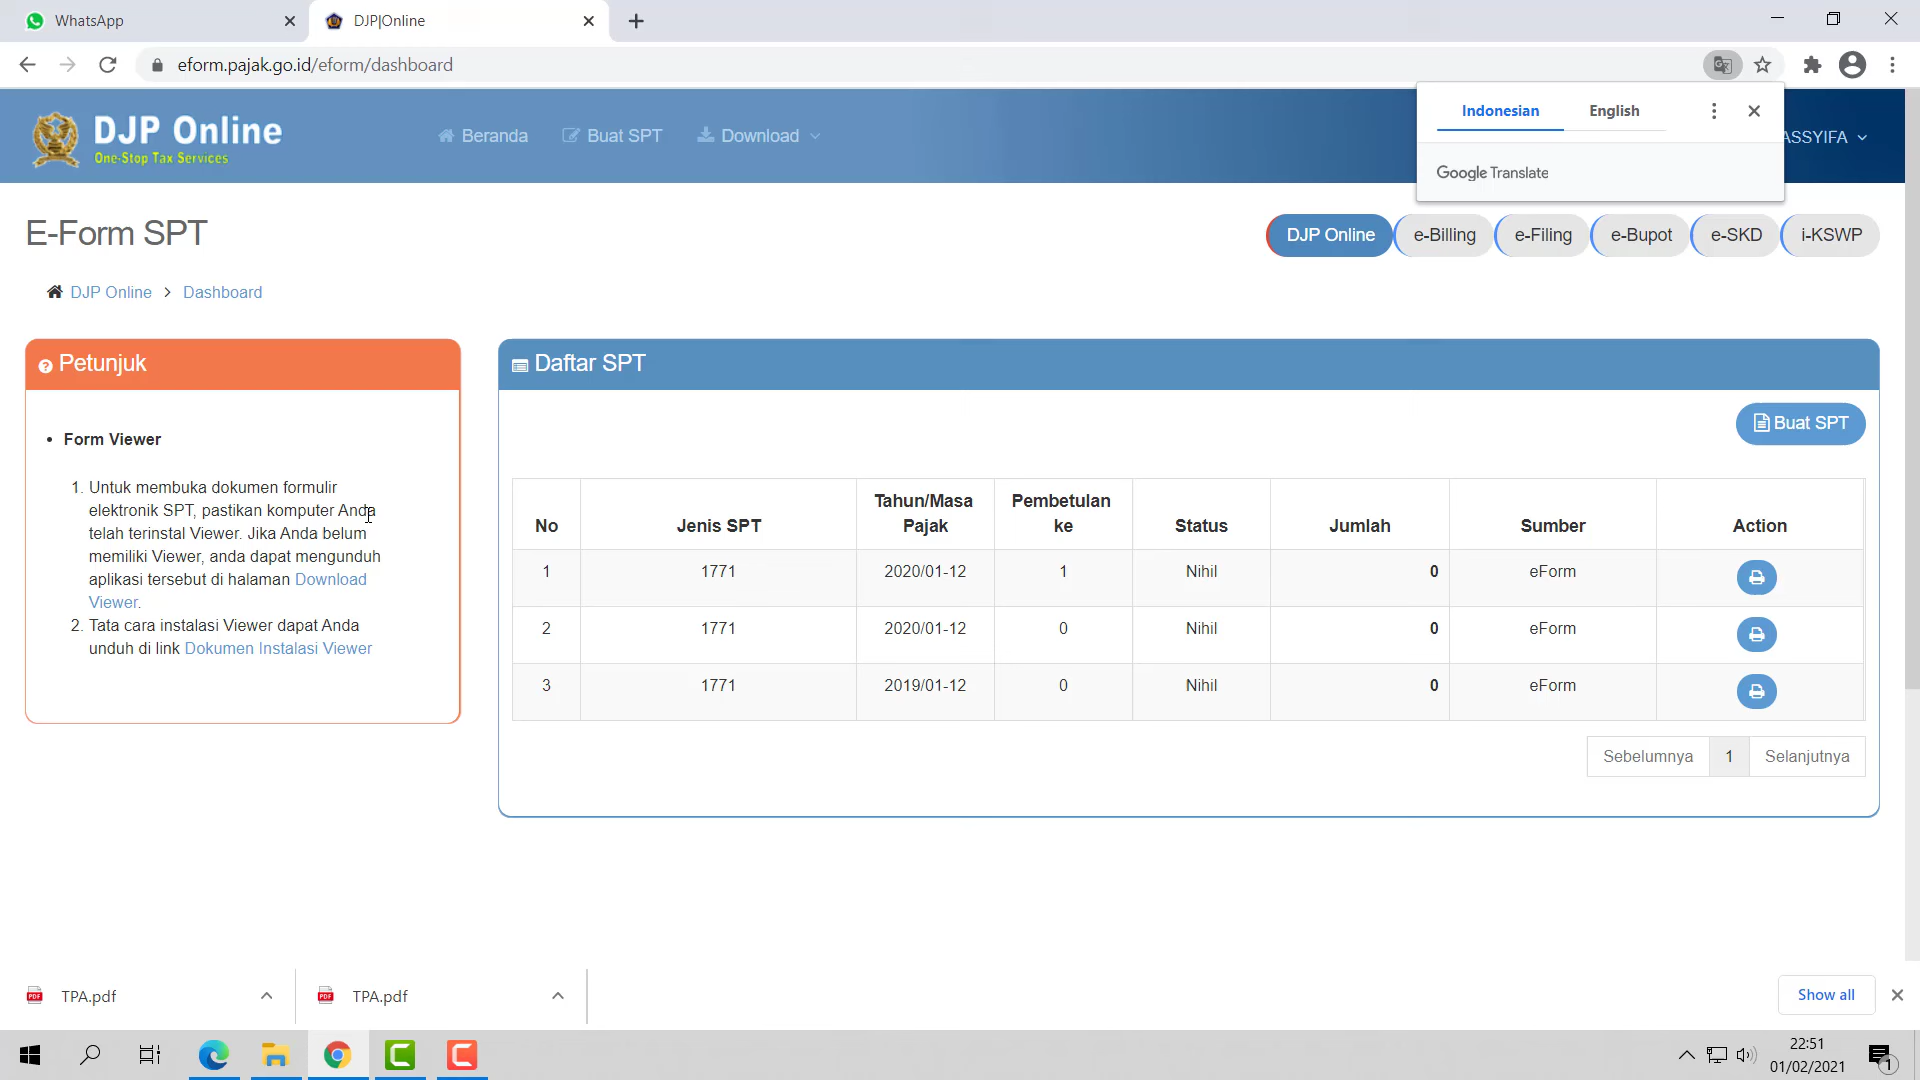 WhatsApp
DJP|Online
eform.pajak.go.id/eform/dashboard
Indonesian English
Google Translate
DJP Online
One-Stop Tax Services
Beranda Buat SPT Download
ASSYIFA
E-Form SPT
DJP Online e-Billing e-Filing e-Bupot e-SKD i-KSWP
DJP Online > Dashboard
Petunjuk
• Form Viewer
1. Untuk membuka dokumen formulir
elektronik SPT, pastikan komputer Anda
telah terinstal Viewer. Jika Anda belum
memiliki Viewer, anda dapat mengunduh
aplikasi tersebut di halaman Download
Viewer.
2. Tata cara instalasi Viewer dapat Anda
unduh di link Dokumen Instalasi Viewer
Daftar SPT
Buat SPT
No Jenis SPT Tahun/Masa Pajak Pembetulan ke Status Jumlah Sumber Action
1 1771 2020/01-12 1 Nihil 0 eForm
2 1771 2020/01-12 0 Nihil 0 eForm
3 1771 2019/01-12 0 Nihil 0 eForm
Sebelumnya 1 Selanjutnya
PDF TPA.pdf
PDF TPA.pdf
Show all
22:51
01/02/2021
1